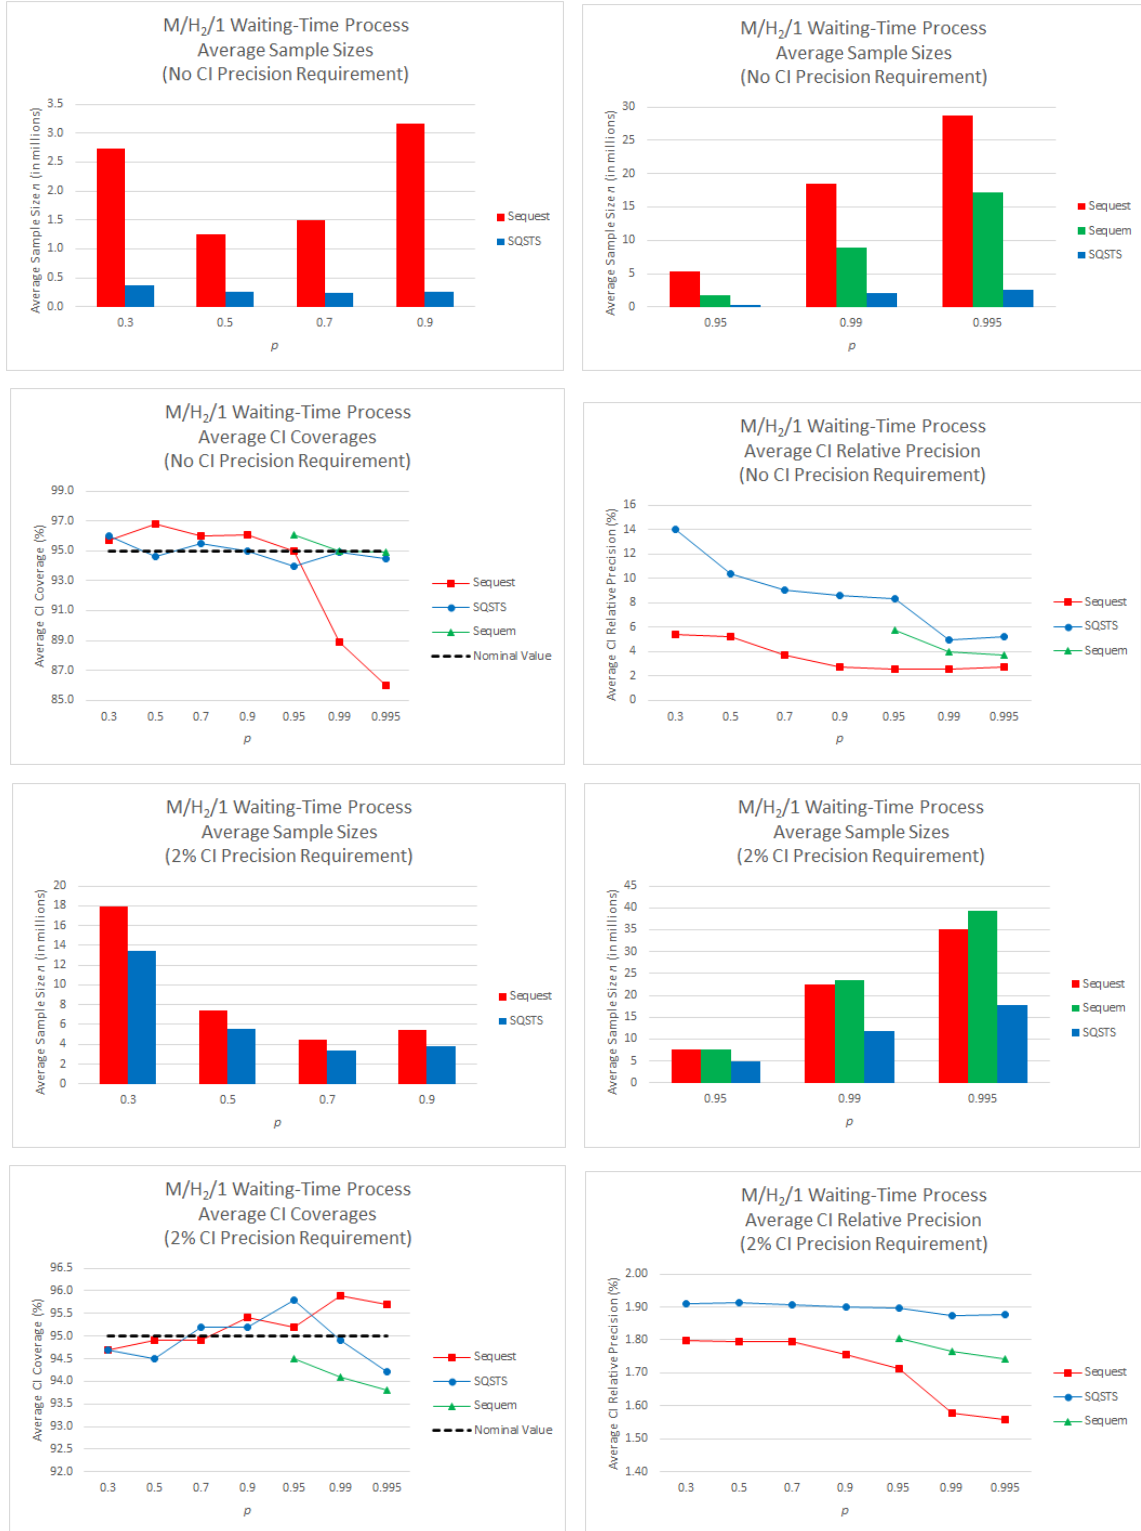 M/H₂/1 Waiting-Time Process
Average Sample Sizes
(No CI Precision Requirement)
Average Sample Size n (in millions)
3.5
3.0
2.5
2.0
1.5
1.0
0.5
0.0
0.3 0.5 0.7 0.9
p
Sequest
SQSTS
M/H₂/1 Waiting-Time Process
Average Sample Sizes
(No CI Precision Requirement)
Average Sample Size n (in millions)
30
25
20
15
10
5
0
0.95 0.99 0.995
p
Sequest
Sequem
SQSTS
M/H₂/1 Waiting-Time Process
Average CI Coverages
(No CI Precision Requirement)
Average CI Coverage (%)
99.0
97.0
95.0
93.0
91.0
89.0
87.0
85.0
0.3 0.5 0.7 0.9 0.95 0.99 0.995
p
Sequest
SQSTS
Sequem
Nominal Value
M/H₂/1 Waiting-Time Process
Average CI Relative Precision
(No CI Precision Requirement)
Average CI Relative Precision (%)
16
14
12
10
8
6
4
2
0
0.3 0.5 0.7 0.9 0.95 0.99 0.995
p
Sequest
SQSTS
Sequem
M/H₂/1 Waiting-Time Process
Average Sample Sizes
(2% CI Precision Requirement)
Average Sample Size n (in millions)
20
18
16
14
12
10
8
6
4
2
0
0.3 0.5 0.7 0.9
p
Sequest
SQSTS
M/H₂/1 Waiting-Time Process
Average Sample Sizes
(2% CI Precision Requirement)
Average Sample Size n (in millions)
45
40
35
30
25
20
15
10
5
0
0.95 0.99 0.995
p
Sequest
Sequem
SQSTS
M/H₂/1 Waiting-Time Process
Average CI Coverages
(2% CI Precision Requirement)
Average CI Coverage (%)
96.5
96.0
95.5
95.0
94.5
94.0
93.5
93.0
92.5
92.0
0.3 0.5 0.7 0.9 0.95 0.99 0.995
p
Sequest
SQSTS
Sequem
Nominal Value
M/H₂/1 Waiting-Time Process
Average CI Relative Precision
(2% CI Precision Requirement)
Average CI Relative Precision (%)
2.00
1.90
1.80
1.70
1.60
1.50
1.40
0.3 0.5 0.7 0.9 0.95 0.99 0.995
p
Sequest
SQSTS
Sequem